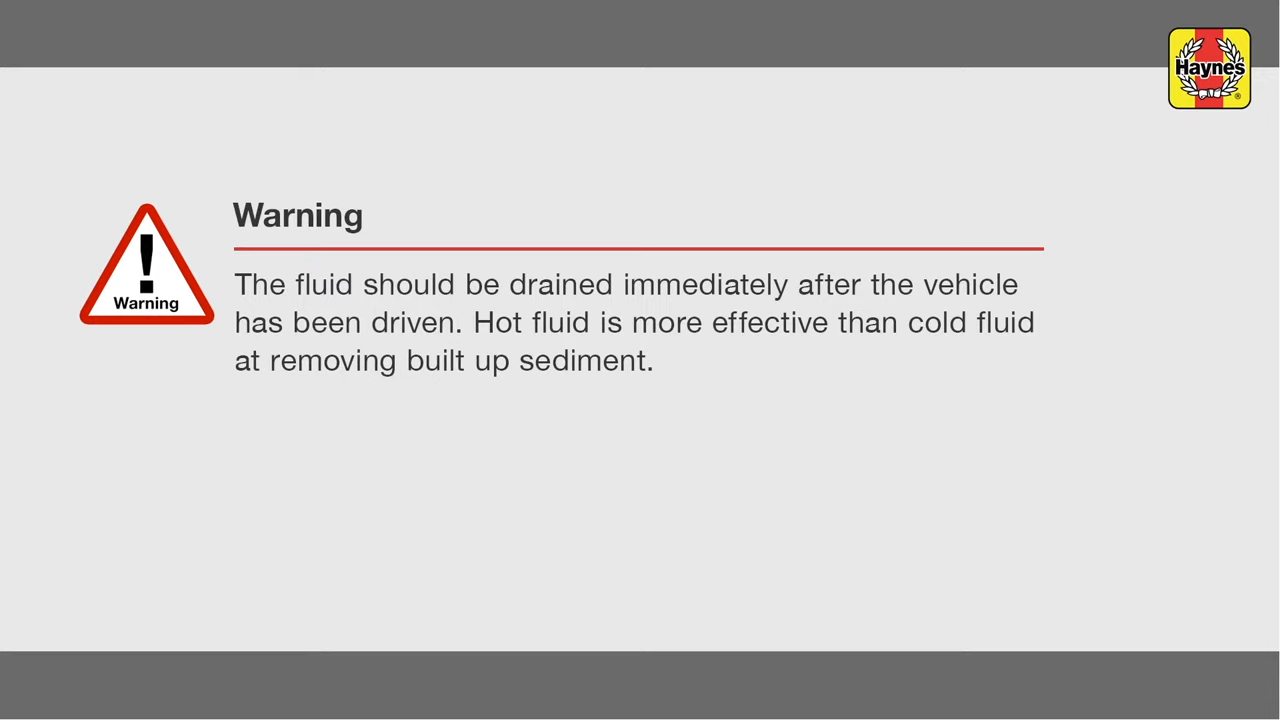 Haynes
Warning
Warning
The fluid should be drained immediately after the vehicle
has been driven. Hot fluid is more effective than cold fluid
at removing built up sediment.